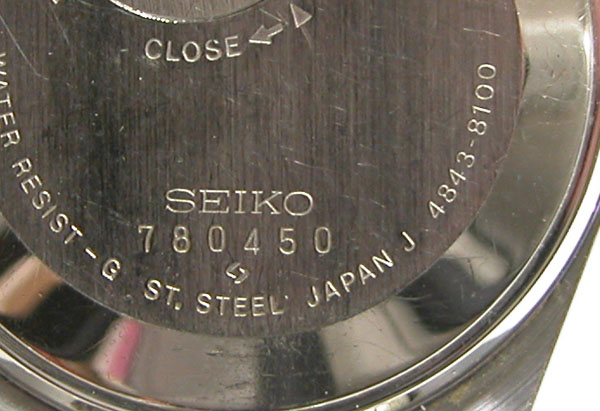 CLOSE
SEIKO
780450
WATER RESIST-G ST. STEEL JAPAN J 4843-8100